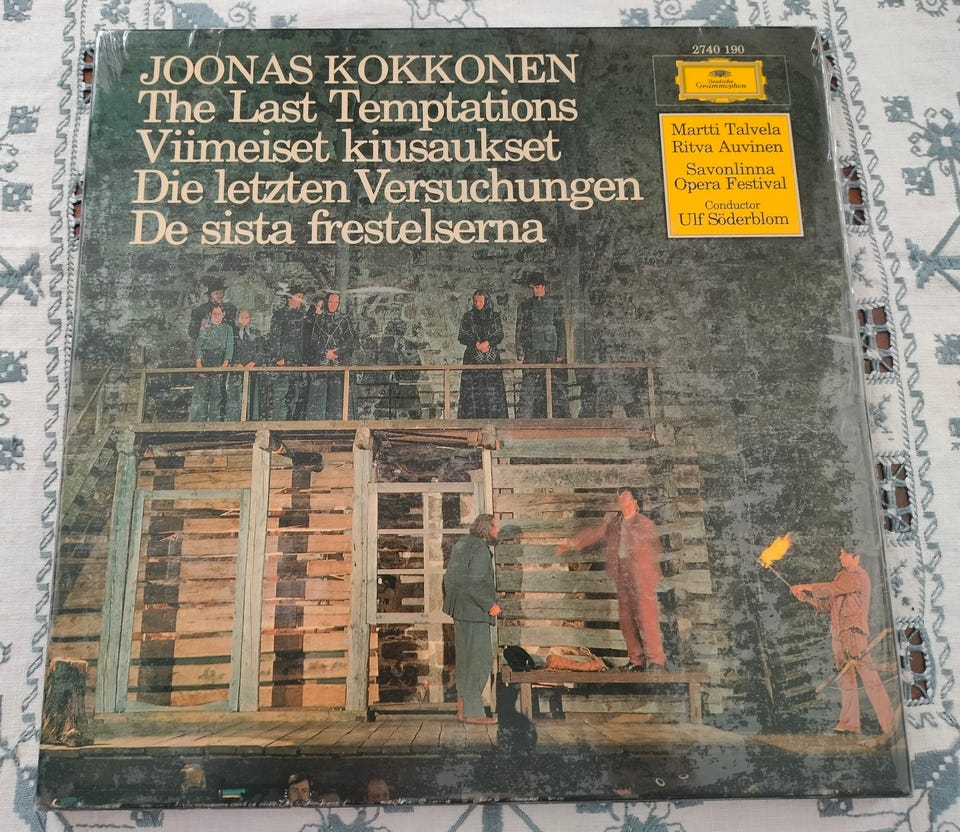 JOONAS KOKKONEN
The Last Temptations
Viimeiset kiusaukset
Die letzten Versuchungen
De sista frestelserna
2740 190
Deutsche
Grammophon
Martti Talvela
Ritva Auvinen
Savonlinna
Opera Festival
Conductor
Ulf Söderblom